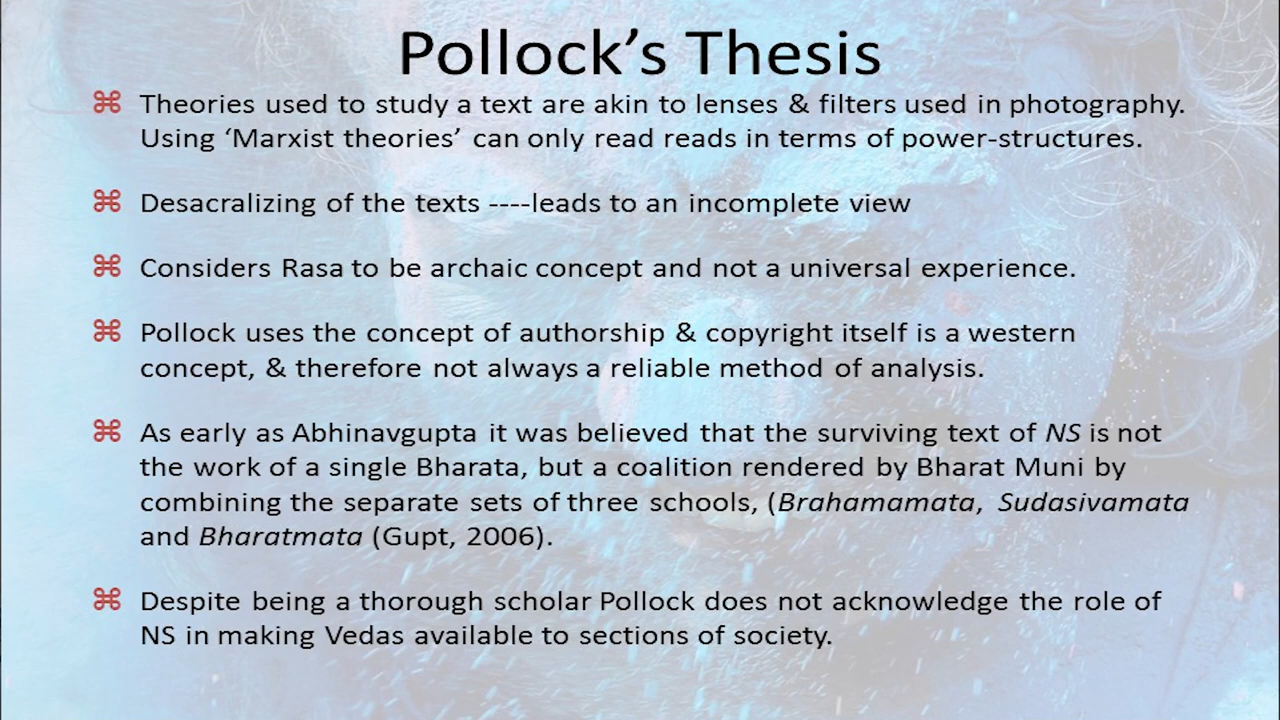 Pollock’s Thesis
Theories used to study a text are akin to lenses & filters used in photography.
Using ‘Marxist theories’ can only read reads in terms of power-structures.
Desacralizing of the texts ----leads to an incomplete view
Considers Rasa to be archaic concept and not a universal experience.
Pollock uses the concept of authorship & copyright itself is a western
concept, & therefore not always a reliable method of analysis.
As early as Abhinavgupta it was believed that the surviving text of NS is not
the work of a single Bharata, but a coalition rendered by Bharat Muni by
combining the separate sets of three schools, (Brahamamata, Sudasivamata
and Bharatmata (Gupt, 2006).
Despite being a thorough scholar Pollock does not acknowledge the role of
NS in making Vedas available to sections of society.